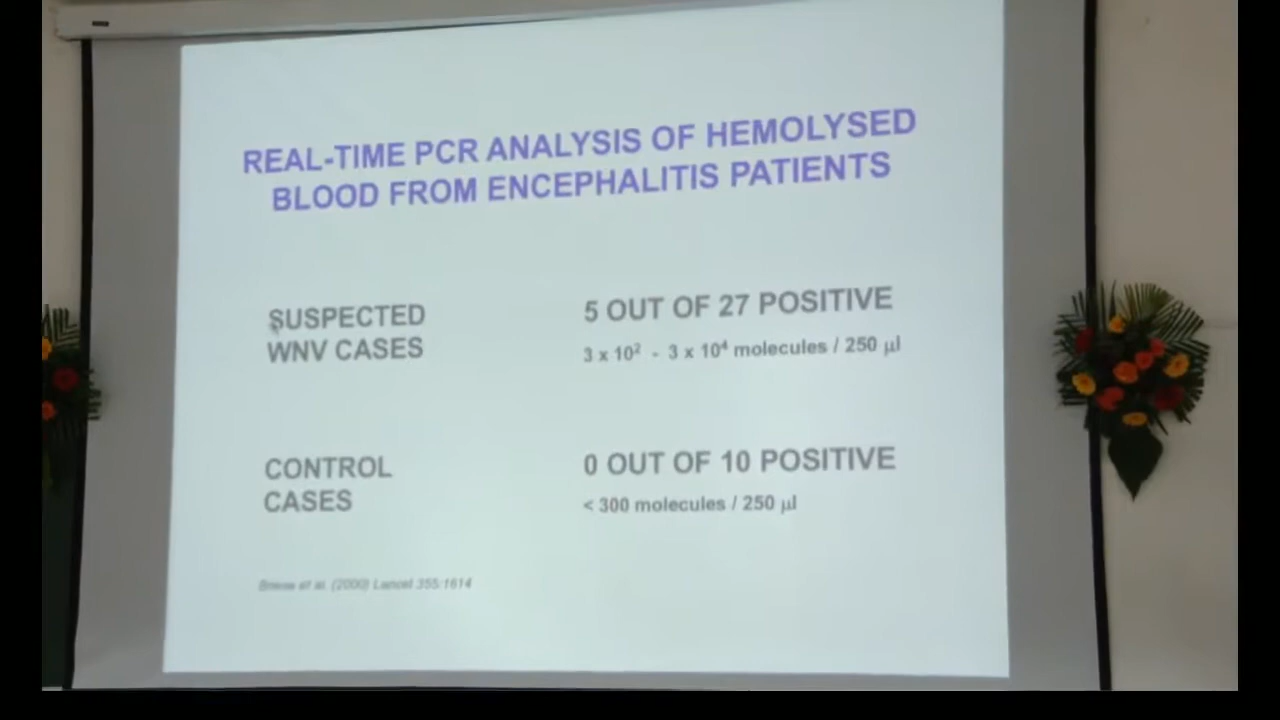 REAL-TIME PCR ANALYSIS OF HEMOLYSED
BLOOD FROM ENCEPHALITIS PATIENTS
SUSPECTED
WNV CASES
5 OUT OF 27 POSITIVE
3 x 10² - 3 x 10⁴ molecules / 250 µl
CONTROL
CASES
0 OUT OF 10 POSITIVE
< 300 molecules / 250 µl
et al. (2000) Lancet 355:1614